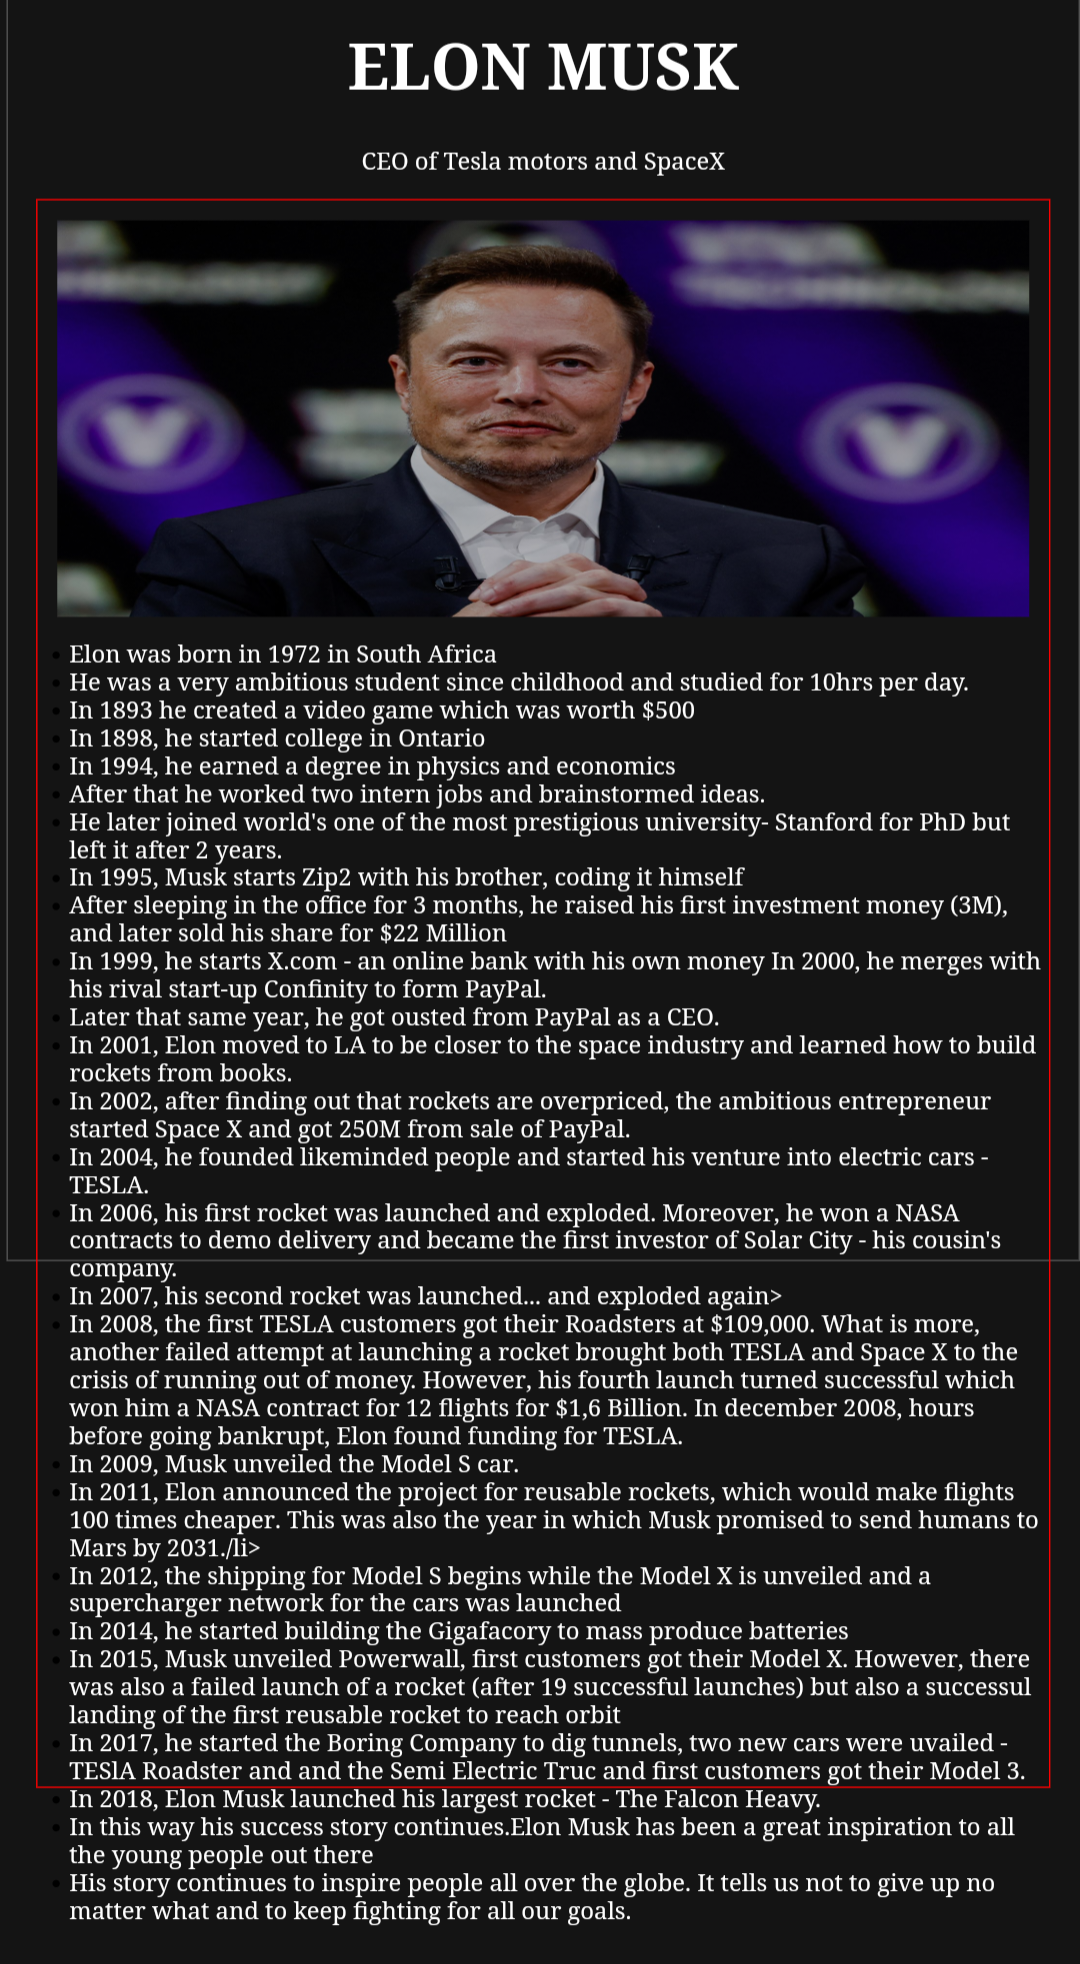 ELON MUSK
CEO of Tesla motors and SpaceX
V
V
Elon was born in 1972 in South Africa
He was a very ambitious student since childhood and studied for 10hrs per day.
In 1893 he created a video game which was worth $500
In 1898, he started college in Ontario
In 1994, he earned a degree in physics and economics
After that he worked two intern jobs and brainstormed ideas.
He later joined world's one of the most prestigious university- Stanford for PhD but
left it after 2 years.
In 1995, Musk starts Zip2 with his brother, coding it himself
After sleeping in the office for 3 months, he raised his first investment money (3M),
and later sold his share for $22 Million
In 1999, he starts X.com - an online bank with his own money In 2000, he merges with
his rival start-up Confinity to form PayPal.
Later that same year, he got ousted from PayPal as a CEO.
In 2001, Elon moved to LA to be closer to the space industry and learned how to build
rockets from books.
In 2002, after finding out that rockets are overpriced, the ambitious entrepreneur
started Space X and got 250M from sale of PayPal.
In 2004, he founded likeminded people and started his venture into electric cars -
TESLA.
In 2006, his first rocket was launched and exploded. Moreover, he won a NASA
contracts to demo delivery and became the first investor of Solar City - his cousin's
company.
In 2007, his second rocket was launched... and exploded again>
In 2008, the first TESLA customers got their Roadsters at $109,000. What is more,
another failed attempt at launching a rocket brought both TESLA and Space X to the
crisis of running out of money. However, his fourth launch turned successful which
won him a NASA contract for 12 flights for $1,6 Billion. In december 2008, hours
before going bankrupt, Elon found funding for TESLA.
In 2009, Musk unveiled the Model S car.
In 2011, Elon announced the project for reusable rockets, which would make flights
100 times cheaper. This was also the year in which Musk promised to send humans to
Mars by 2031./li>
In 2012, the shipping for Model S begins while the Model X is unveiled and a
supercharger network for the cars was launched
In 2014, he started building the Gigafacory to mass produce batteries
In 2015, Musk unveiled Powerwall, first customers got their Model X. However, there
was also a failed launch of a rocket (after 19 successful launches) but also a successul
landing of the first reusable rocket to reach orbit
In 2017, he started the Boring Company to dig tunnels, two new cars were uvailed -
TESlA Roadster and and the Semi Electric Truc and first customers got their Model 3.
In 2018, Elon Musk launched his largest rocket - The Falcon Heavy.
In this way his success story continues.Elon Musk has been a great inspiration to all
the young people out there
His story continues to inspire people all over the globe. It tells us not to give up no
matter what and to keep fighting for all our goals.